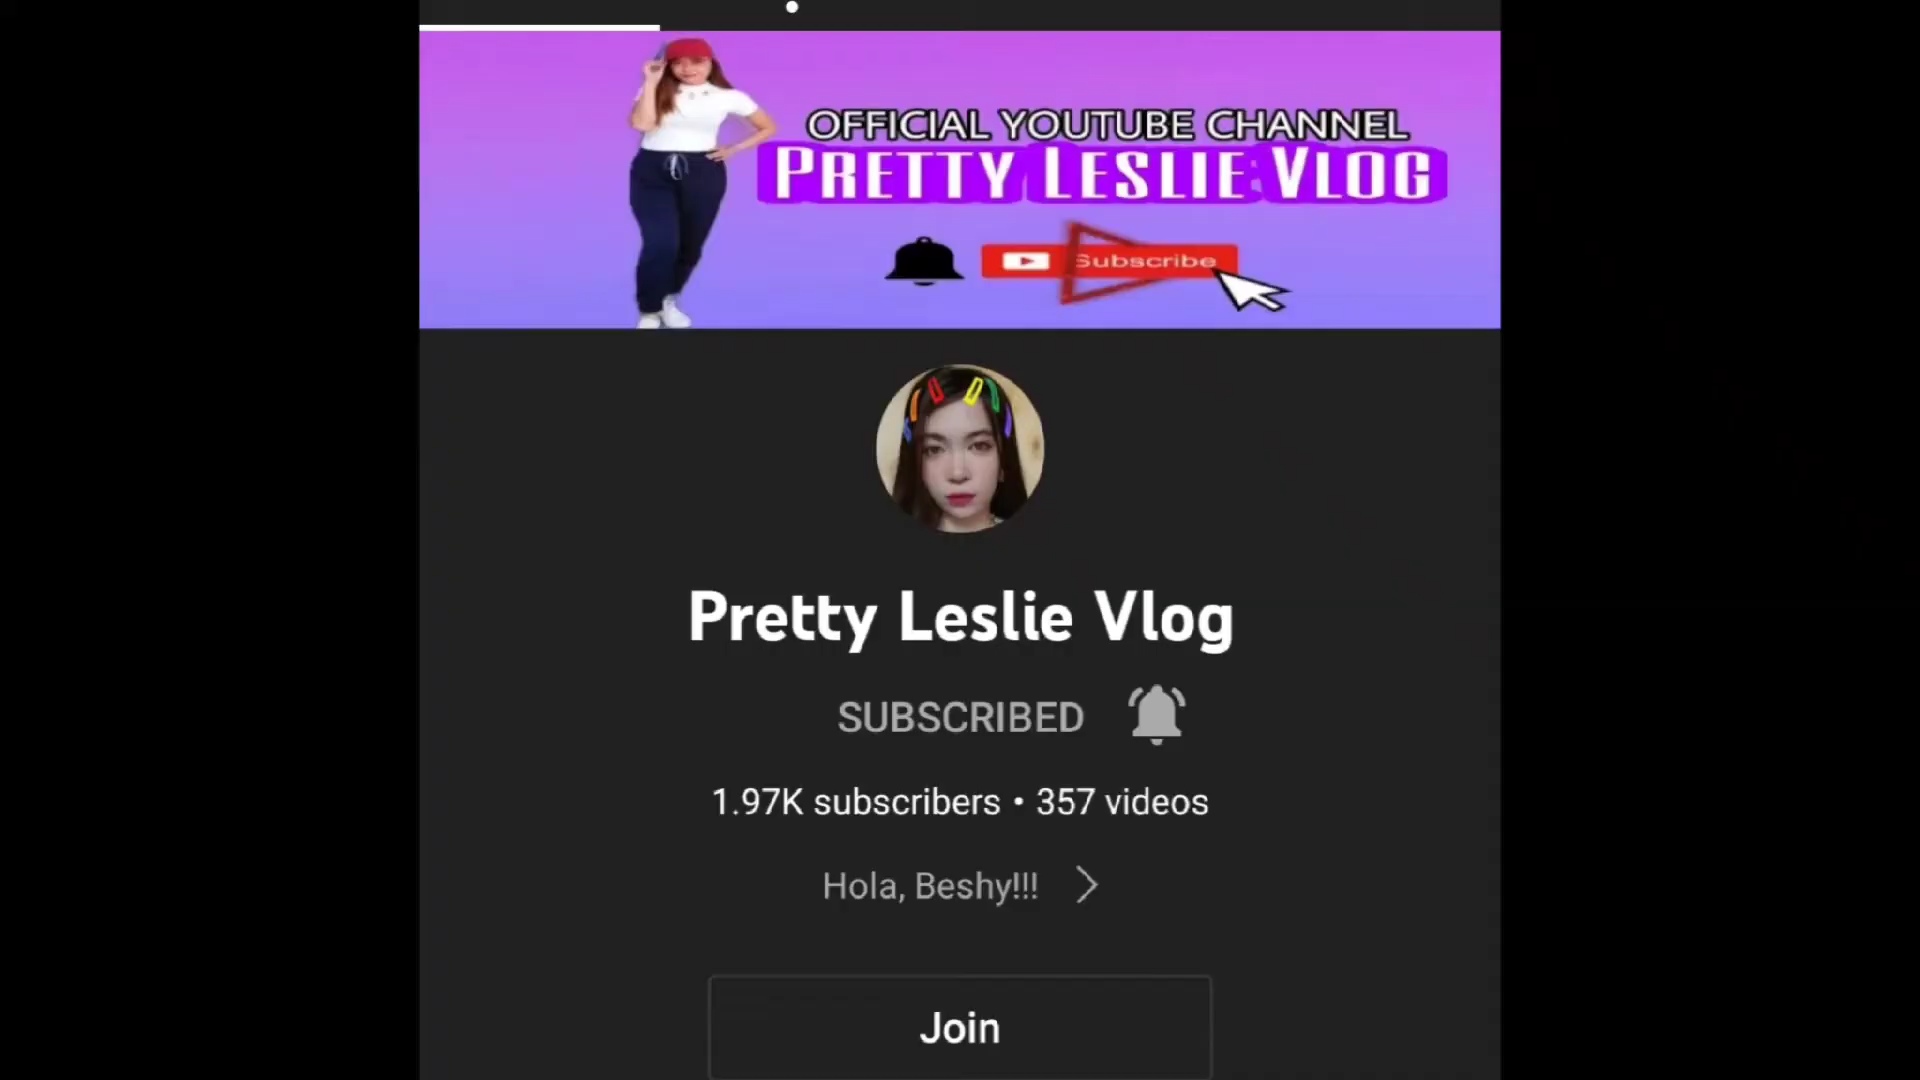 OFFICIAL YOUTUBE CHANNEL
PRETTY LESLIE VLOG
Subscribe
Pretty Leslie Vlog
SUBSCRIBED
1.97K subscribers • 357 videos
Hola, Beshy!!!
Join